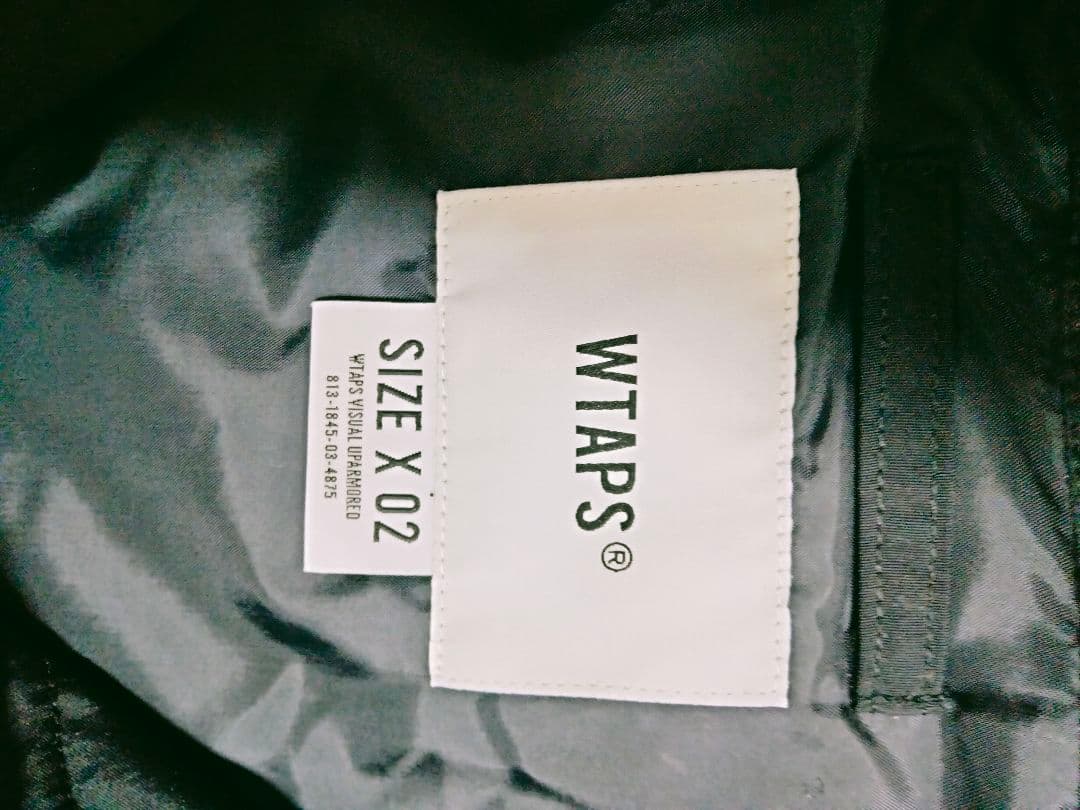 WTAPS®
SIZE X 02
WTAPS VISUAL UPARMORED
813-1845-03-4875